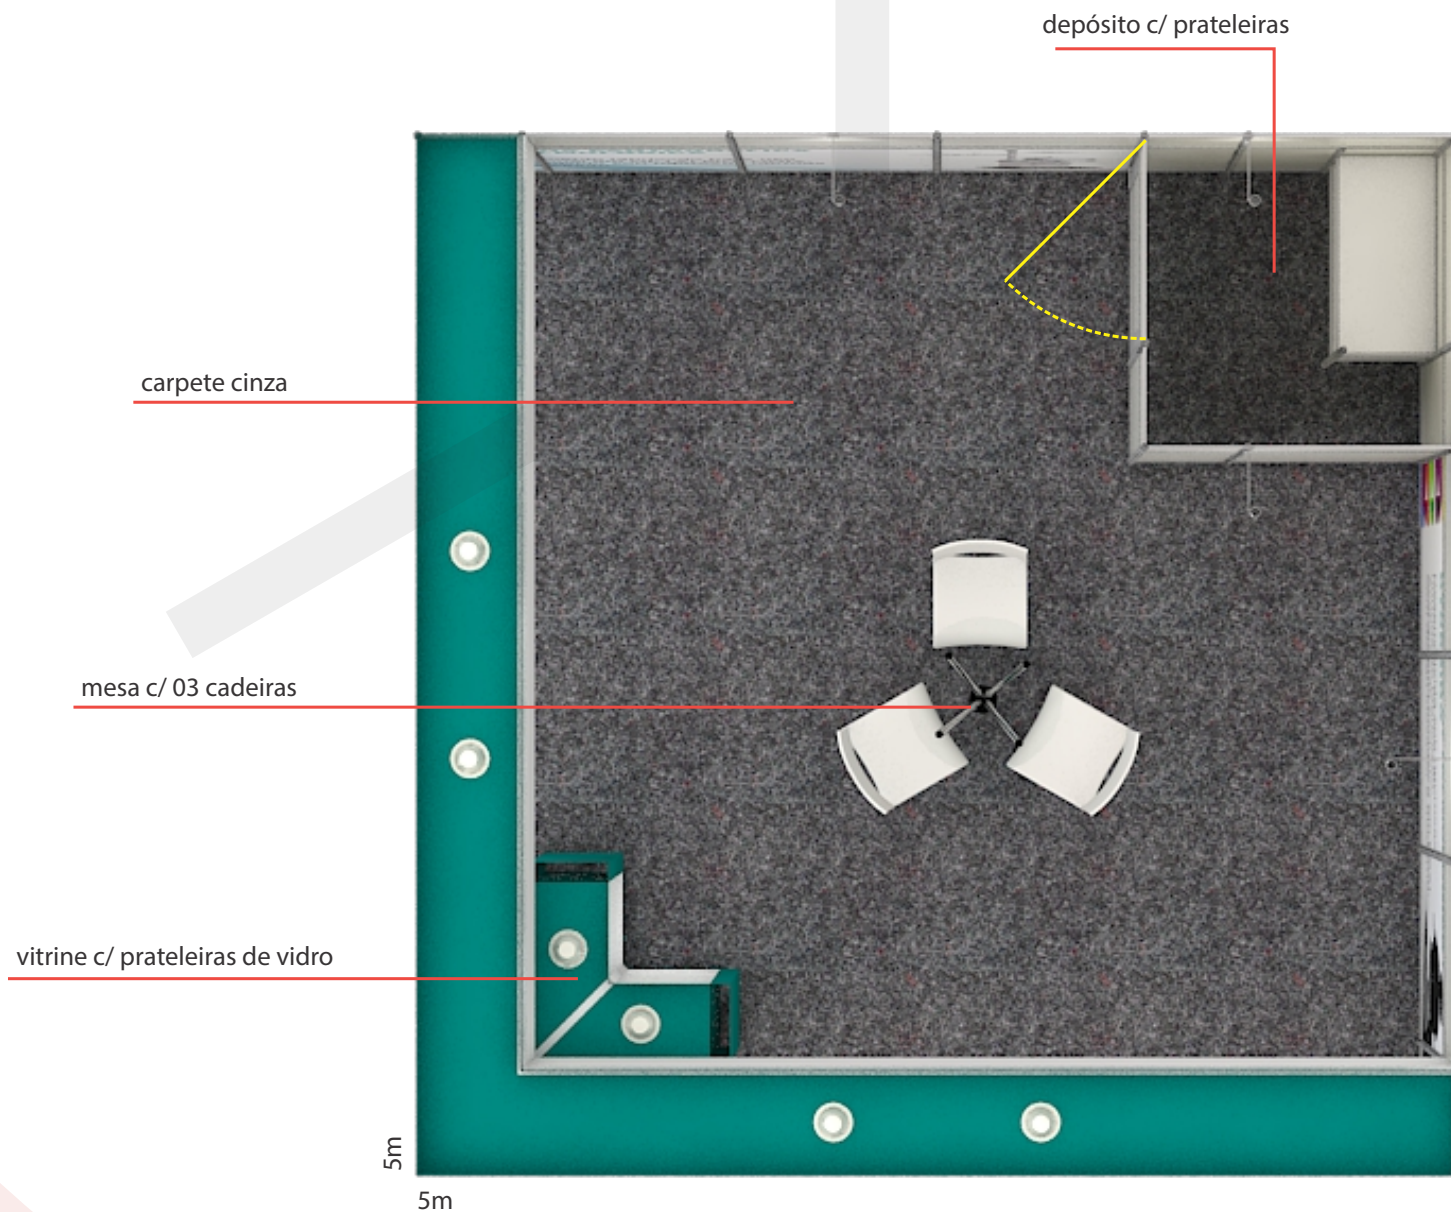 depósito c/ prateleiras
carpete cinza
mesa c/ 03 cadeiras
vitrine c/ prateleiras de vidro
5m
5m